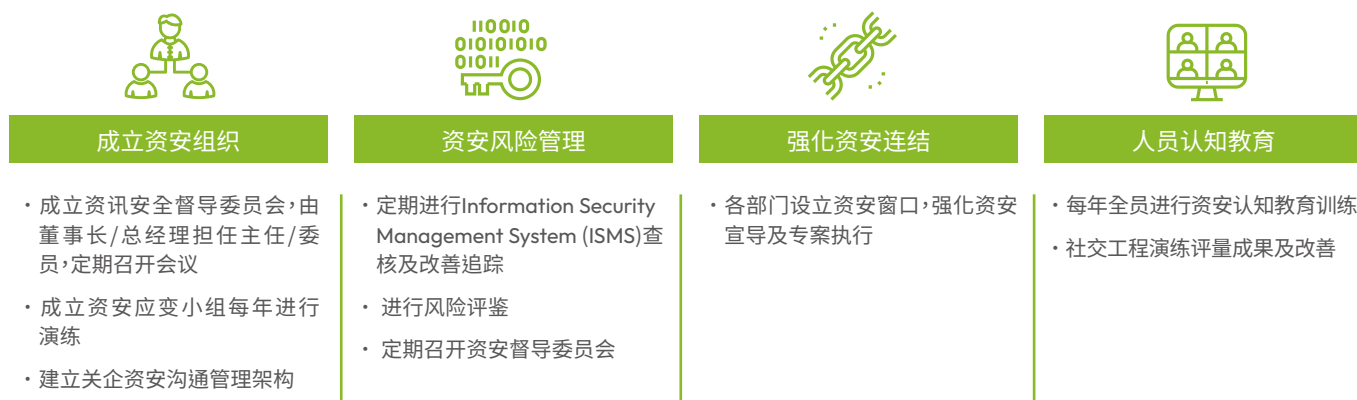 110010
010101010
01011
成立资安组织
资安风险管理
强化资安连结
人员认知教育
・成立资讯安全督导委员会,由
董事长/总经理担任主任/委
员,定期召开会议
・成立资安应变小组每年进行
演练
・建立关企资安沟通管理架构
・定期进行Information Security
Management System (ISMS)查
核及改善追踪
・ 进行风险评鉴
・ 定期召开资安督导委员会
・各部门设立资安窗口,强化资安
宣导及专案执行
・每年全员进行资安认知教育训练
・社交工程演练评量成果及改善